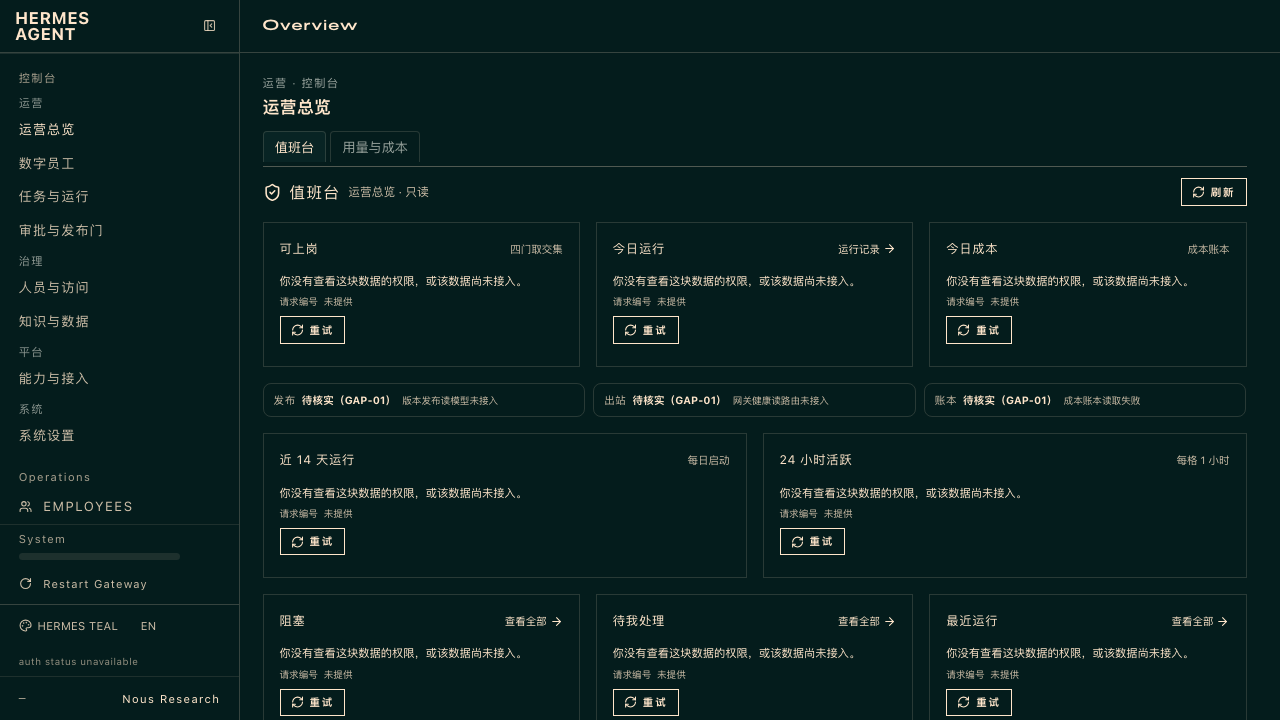 HERMES
AGENT
Overview
控制台
运营
运营总览
数字员工
任务与运行
审批与发布门
治理
人员与访问
知识与数据
平台
能力与接入
系统
系统设置
Operations
EMPLOYEES
System
Restart Gateway
HERMES TEAL EN
auth status unavailable
– Nous Research
运营 · 控制台
运营总览
值班台 用量与成本
值班台 运营总览 · 只读 刷新
可上岗 四门取交集
你没有查看这块数据的权限，或该数据尚未接入。
请求编号 未提供
重试
今日运行 运行记录 →
你没有查看这块数据的权限，或该数据尚未接入。
请求编号 未提供
重试
今日成本 成本账本
你没有查看这块数据的权限，或该数据尚未接入。
请求编号 未提供
重试
发布 待核实（GAP-01） 版本发布读模型未接入
出站 待核实（GAP-01） 网关健康读路由未接入
账本 待核实（GAP-01） 成本账本读取失败
近 14 天运行 每日启动
你没有查看这块数据的权限，或该数据尚未接入。
请求编号 未提供
重试
24 小时活跃 每格 1 小时
你没有查看这块数据的权限，或该数据尚未接入。
请求编号 未提供
重试
阻塞 查看全部 →
你没有查看这块数据的权限，或该数据尚未接入。
请求编号 未提供
重试
待我处理 查看全部 →
你没有查看这块数据的权限，或该数据尚未接入。
请求编号 未提供
重试
最近运行 查看全部 →
你没有查看这块数据的权限，或该数据尚未接入。
请求编号 未提供
重试